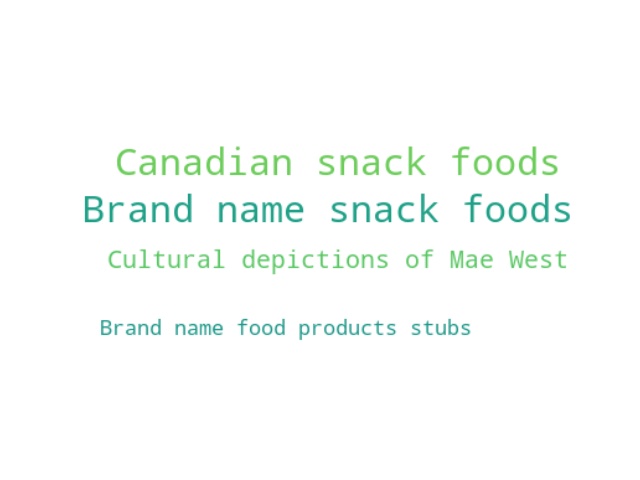 Canadian snack foods
Brand name snack foods
Cultural depictions of Mae West
Brand name food products stubs